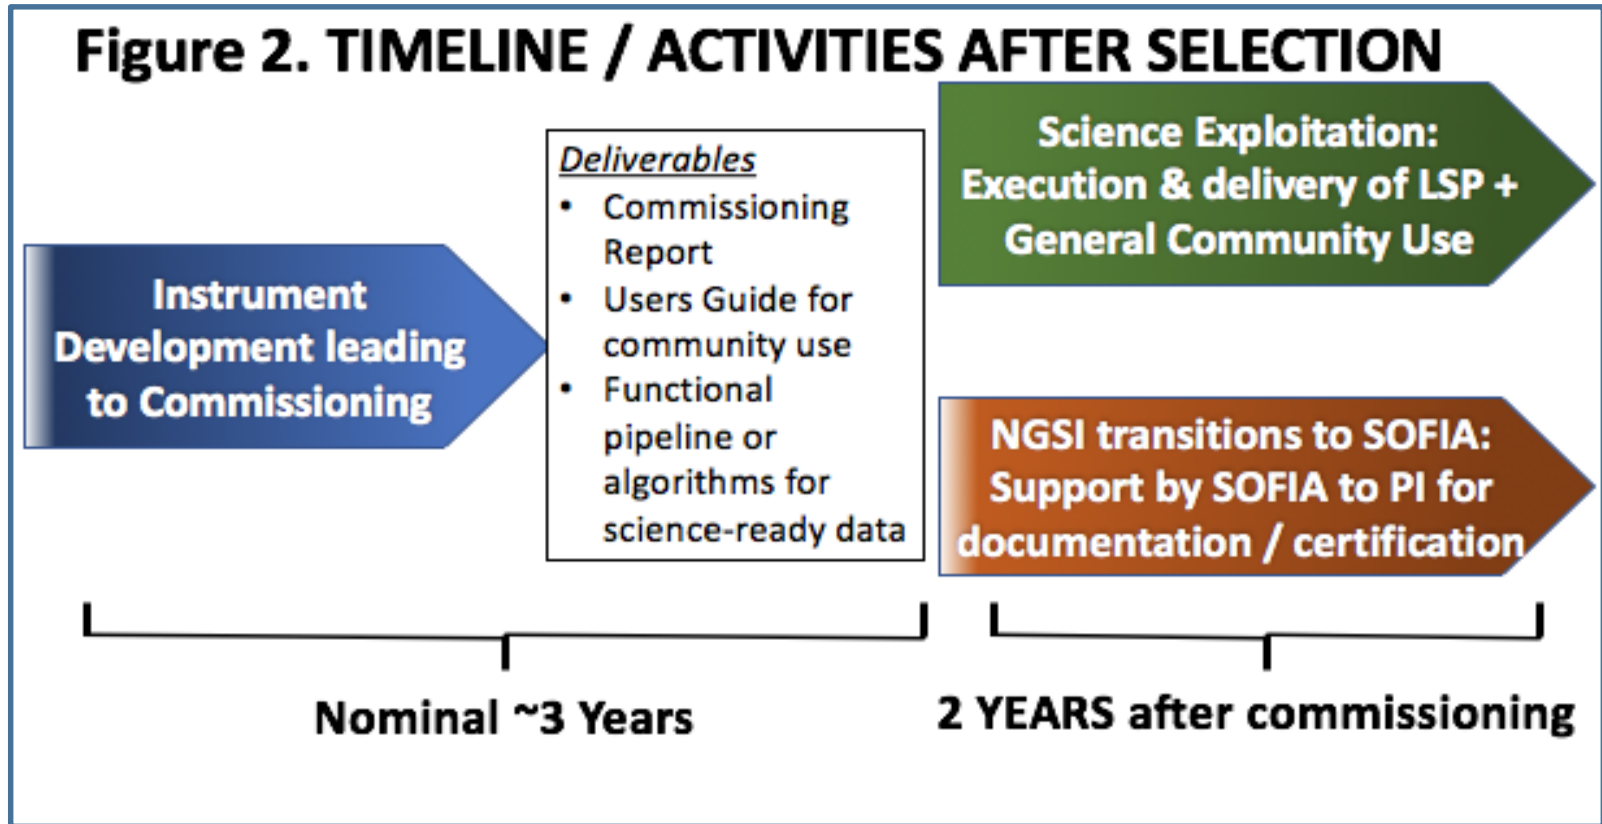 Figure 2. TIMELINE / ACTIVITIES AFTER SELECTION
Instrument
Development leading
to Commissioning
Deliverables
• Commissioning
Report
• Users Guide for
community use
• Functional
pipeline or
algorithms for
science-ready data
Science Exploitation:
Execution & delivery of LSP +
General Community Use
NGSI transitions to SOFIA:
Support by SOFIA to PI for
documentation / certification
Nominal ~3 Years
2 YEARS after commissioning